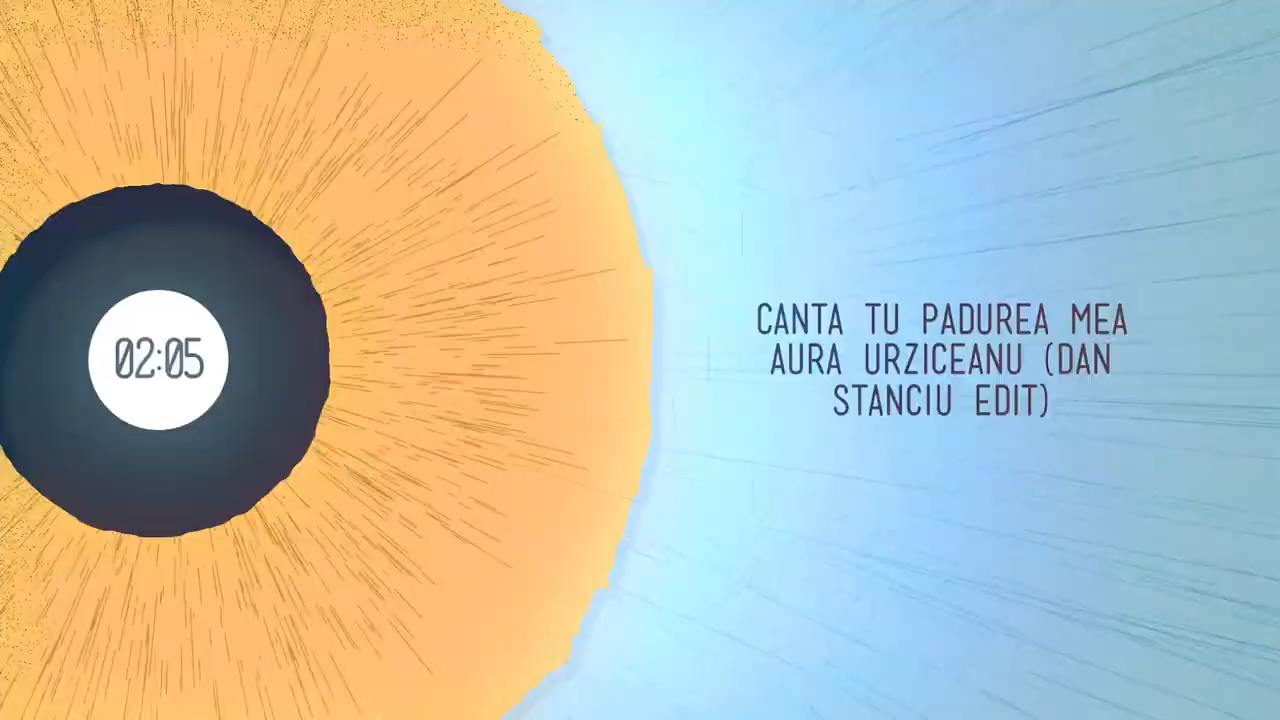 02:05
CANTA TU PADUREA MEA
AURA URZICEANU (DAN
STANCIU EDIT)